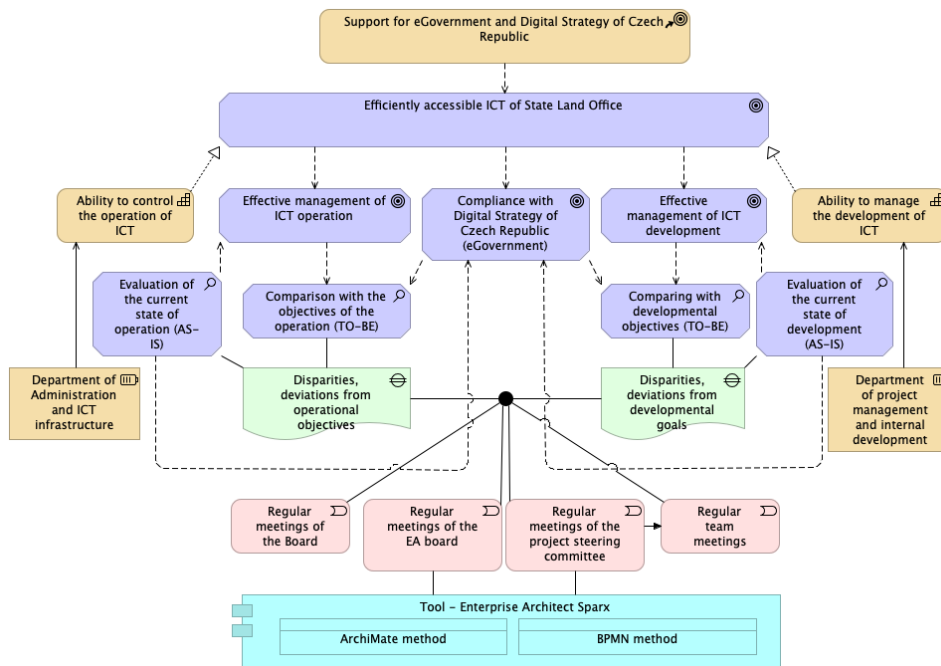 Support for eGovernment and Digital Strategy of Czech
Republic
Efficiently accessible ICT of State Land Office
Ability to control
the operation of
ICT
Effective management of
ICT operation
Compliance with
Digital Strategy of
Czech Republic
(eGovernment)
Effective
management of ICT
development
Ability to manage
the development of
ICT
Evaluation of
the current
state of
operation (AS-
IS)
Comparison with the
objectives of the
operation (TO-BE)
Comparing with
developmental
objectives (TO-BE)
Evaluation of
the current
state of
development
(AS-IS)
Department of
Administration
and ICT
infrastructure
Disparities,
deviations from
operational
objectives
Disparities,
deviations from
developmental
goals
Department
of project
management
and internal
development
Regular
meetings of
the Board
Regular
meetings of the
EA board
Regular
meetings of the
project steering
committee
Regular
team
meetings
Tool - Enterprise Architect Sparx
ArchiMate method
BPMN method